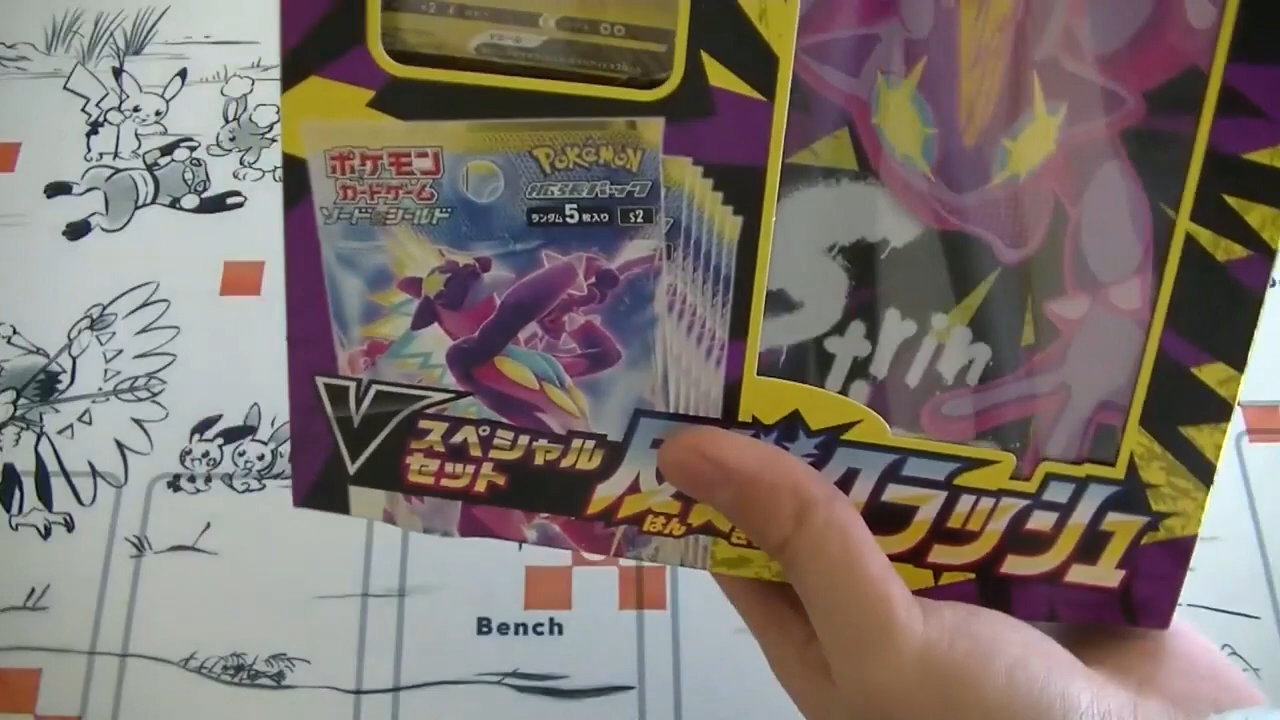 ポケモン
カードゲーム
ソード&シールド
POKÉMON
拡張パック
ランダム5枚入り S2
Strin
V スペシャル
セット
クラッシュ
はん
Bench